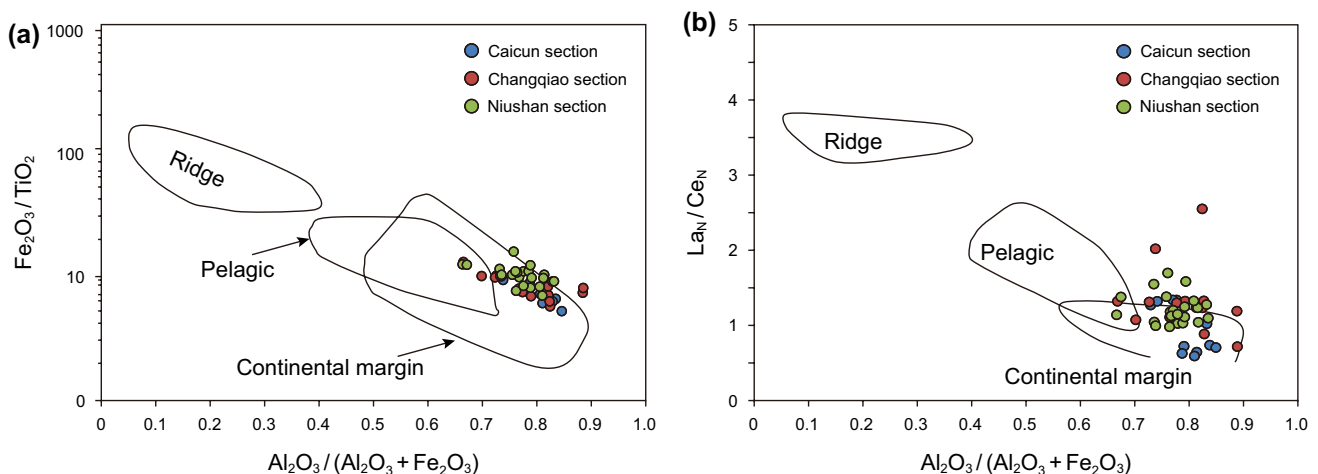 (a)
1000
100
10
0
Fe₂O₃ / TiO₂
Caicun section
Changqiao section
Niushan section
Ridge
Pelagic
Continental margin
0 0.1 0.2 0.3 0.4 0.5 0.6 0.7 0.8 0.9 1.0
Al₂O₃ / (Al₂O₃ + Fe₂O₃)
(b)
5
4
3
2
1
0
La_N / Ce_N
Caicun section
Changqiao section
Niushan section
Ridge
Pelagic
Continental margin
0 0.1 0.2 0.3 0.4 0.5 0.6 0.7 0.8 0.9 1.0
Al₂O₃ / (Al₂O₃ + Fe₂O₃)